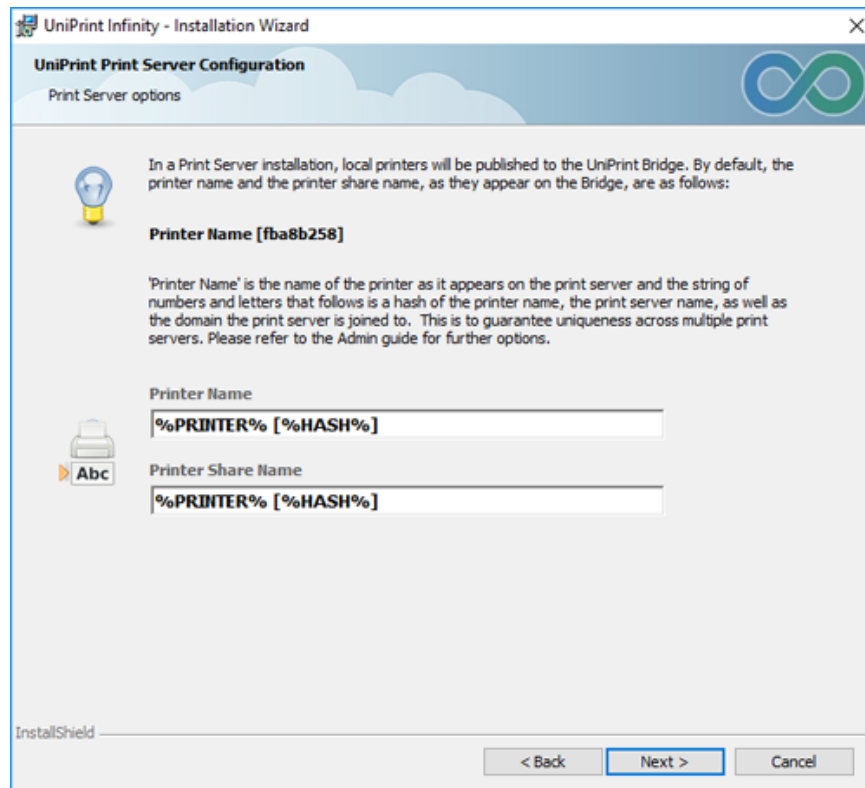 UniPrint Infinity - Installation Wizard
UniPrint Print Server Configuration
Print Server options
In a Print Server installation, local printers will be published to the UniPrint Bridge. By default, the
printer name and the printer share name, as they appear on the Bridge, are as follows:
Printer Name [fba8b258]
'Printer Name' is the name of the printer as it appears on the print server and the string of
numbers and letters that follows is a hash of the printer name, the print server name, as well as
the domain the print server is joined to.  This is to guarantee uniqueness across multiple print
servers. Please refer to the Admin guide for further options.
Printer Name
%PRINTER% [%HASH%]
Abc
Printer Share Name
%PRINTER% [%HASH%]
InstallShield
< Back
Next >
Cancel